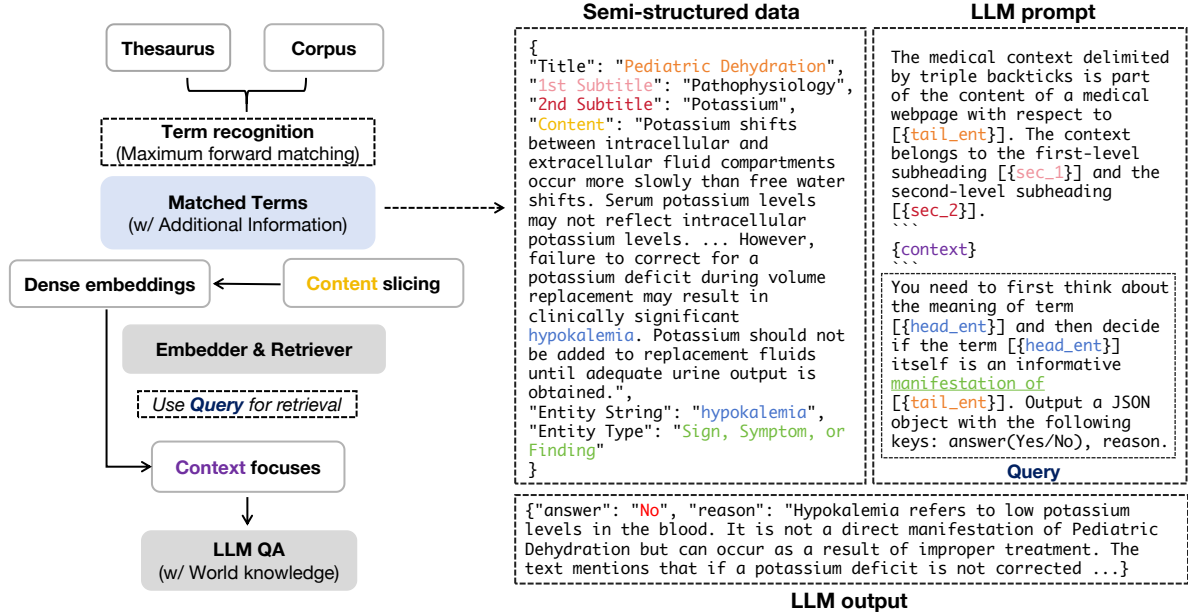 Thesaurus
Corpus
Term recognition
(Maximum forward matching)
Matched Terms
(w/ Additional Information)
Dense embeddings
Content slicing
Embedder & Retriever
Use Query for retrieval
Context focuses
LLM QA
(w/ World knowledge)
Semi-structured data
{
"Title": "Pediatric Dehydration",
"1st Subtitle": "Pathophysiology",
"2nd Subtitle": "Potassium",
"Content": "Potassium shifts
between intracellular and
extracellular fluid compartments
occur more slowly than free water
shifts. Serum potassium levels
may not reflect intracellular
potassium levels. ... However,
failure to correct for a
potassium deficit during volume
replacement may result in
clinically significant
hypokalemia. Potassium should not
be added to replacement fluids
until adequate urine output is
obtained.",
"Entity String": "hypokalemia",
"Entity Type": "Sign, Symptom, or
Finding"
}
LLM prompt
The medical context delimited
by triple backticks is part
of the content of a medical
webpage with respect to
[{tail_ent}]. The context
belongs to the first-level
subheading [{sec_1}] and the
second-level subheading
[{sec_2}].
```
{context}
```
You need to first think about
the meaning of term
[{head_ent}] and then decide
if the term [{head_ent}]
itself is an informative
manifestation of
[{tail_ent}]. Output a JSON
object with the following
keys: answer(Yes/No), reason.
Query
{"answer": "No", "reason": "Hypokalemia refers to low potassium
levels in the blood. It is not a direct manifestation of Pediatric
Dehydration but can occur as a result of improper treatment. The
text mentions that if a potassium deficit is not corrected ...}
LLM output